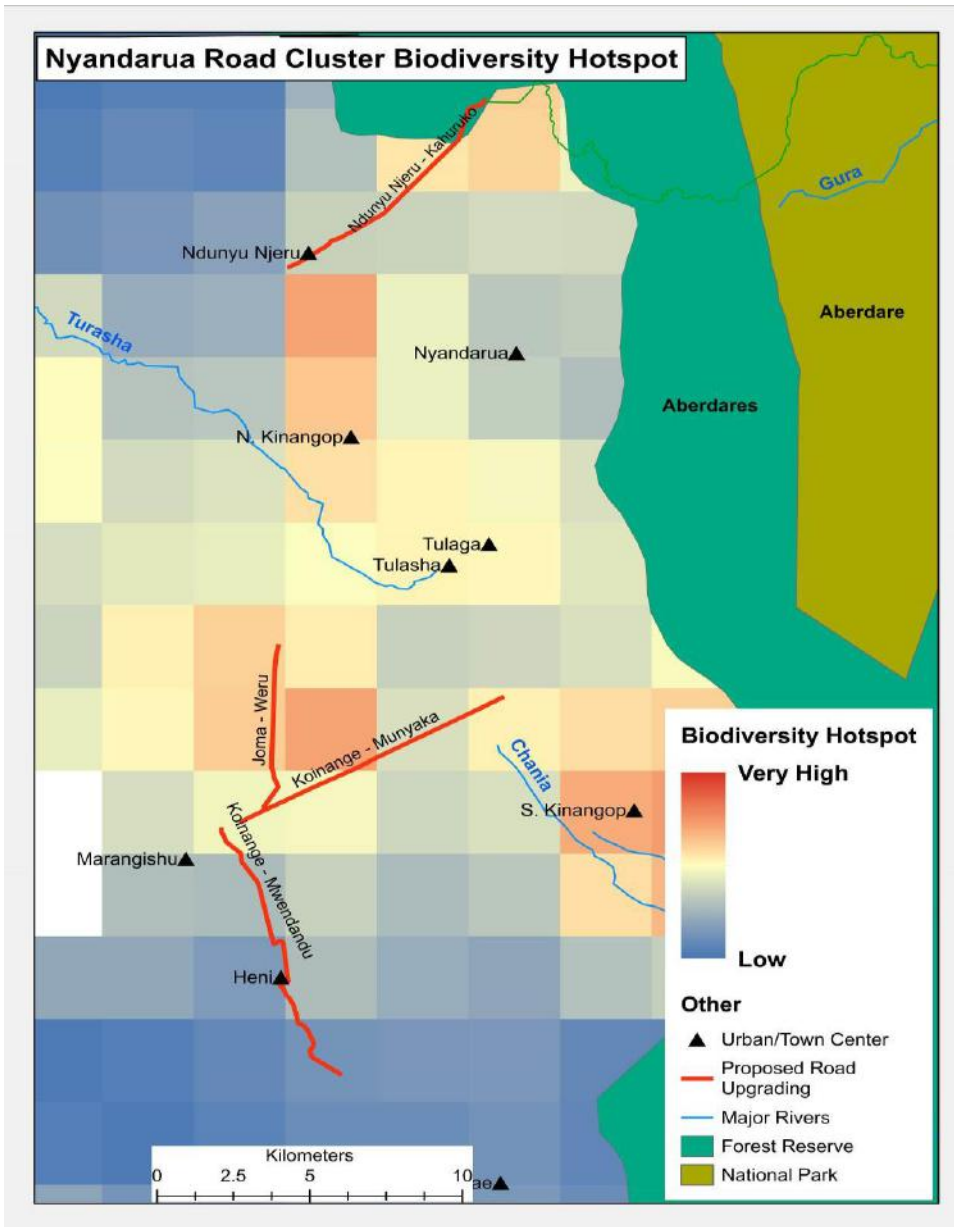 Nyandarua Road Cluster Biodiversity Hotspot
Ndunyu Njeru - Kahuruko
Gura
Ndunyu Njeru
Turasha
Aberdare
Nyandarua
Aberdares
N. Kinangop
Tulaga
Tulasha
Joma - Weru
Koinange - Munyaka
Chania
S. Kinangop
Koinange - Mwendandu
Marangishu
Heni
Biodiversity Hotspot
Very High
Low
Other
Urban/Town Center
Proposed Road
Upgrading
Major Rivers
Forest Reserve
National Park
Kilometers
0 2.5 5 10
ae